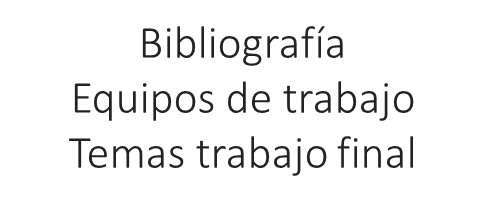 Bibliografía
Equipos de trabajo
Temas trabajo final